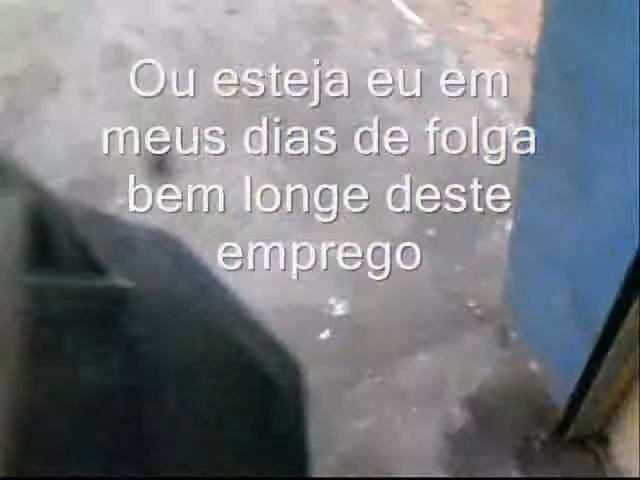 Ou esteja eu em
meus dias de folga
bem longe deste
emprego